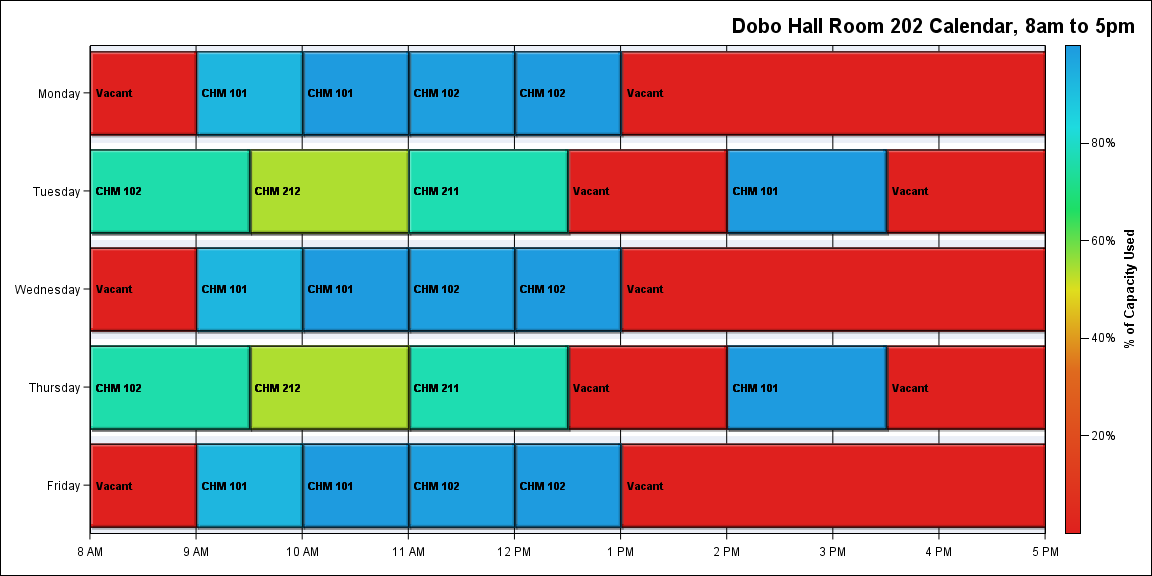 Dobo Hall Room 202 Calendar, 8am to 5pm
Monday
Vacant
CHM 101
CHM 101
CHM 102
CHM 102
Vacant
Tuesday
CHM 102
CHM 212
CHM 211
Vacant
CHM 101
Vacant
Wednesday
Vacant
CHM 101
CHM 101
CHM 102
CHM 102
Vacant
Thursday
CHM 102
CHM 212
CHM 211
Vacant
CHM 101
Vacant
Friday
Vacant
CHM 101
CHM 101
CHM 102
CHM 102
Vacant
8 AM
9 AM
10 AM
11 AM
12 PM
1 PM
2 PM
3 PM
4 PM
5 PM
80%
60%
40%
20%
% of Capacity Used